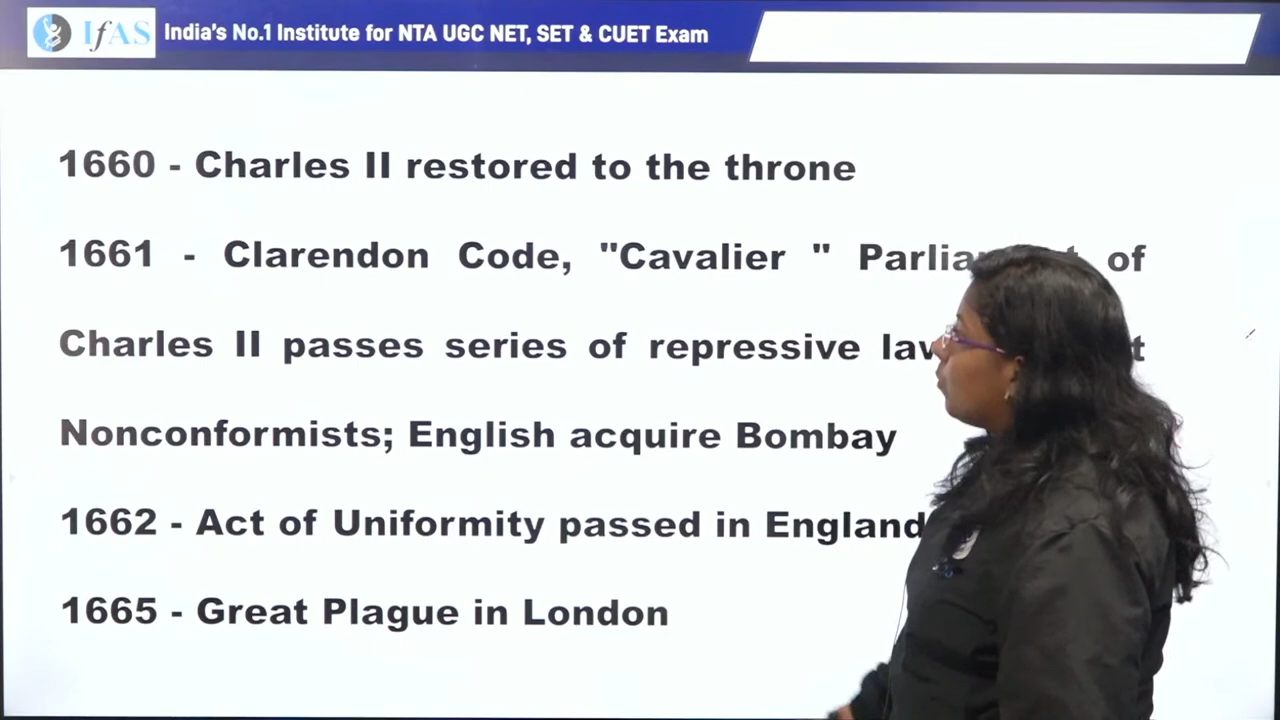 IfAS India's No.1 Institute for NTA UGC NET, SET & CUET Exam
1660 - Charles II restored to the throne
1661 - Clarendon Code, "Cavalier " of
Charles II passes series of repressive
Nonconformists; English acquire Bombay
1662 - Act of Uniformity passed in England
1665 - Great Plague in London